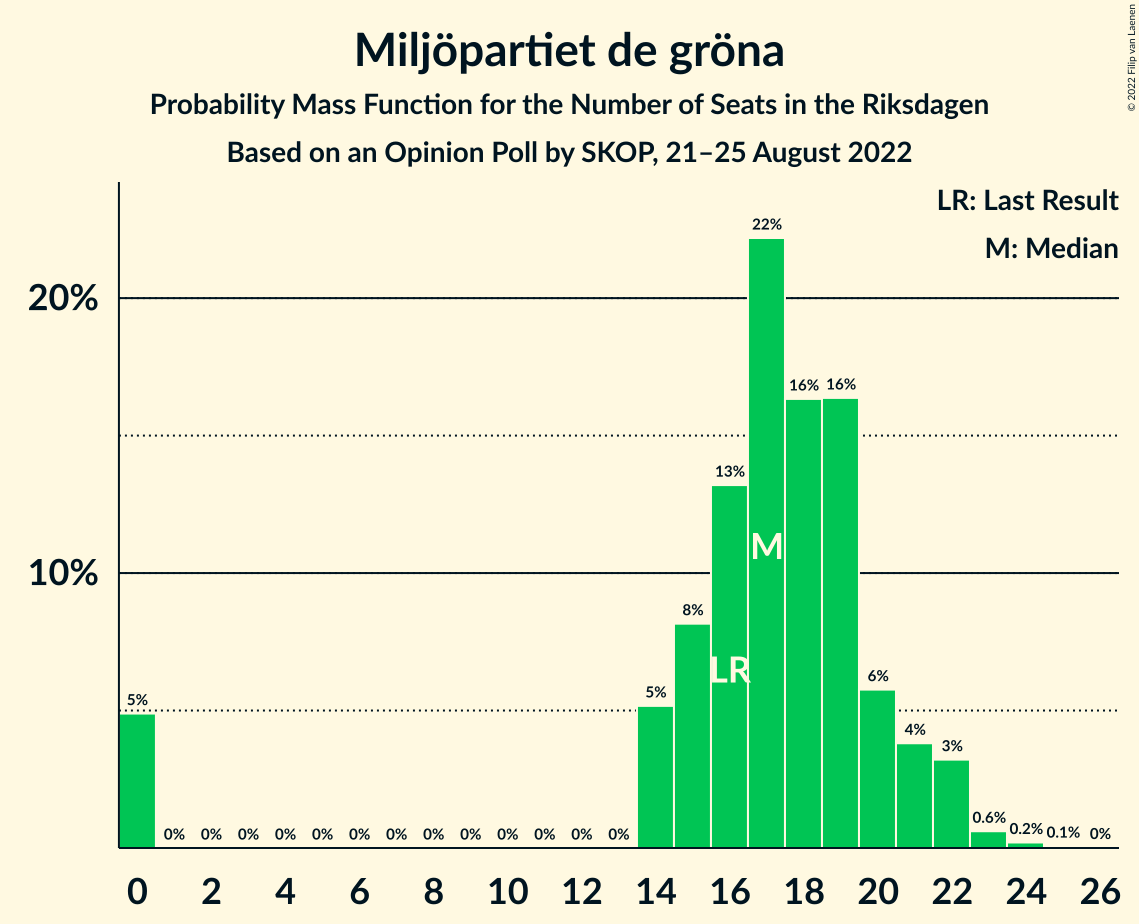 Miljöpartiet de gröna
Probability Mass Function for the Number of Seats in the Riksdagen
Based on an Opinion Poll by SKOP, 21–25 August 2022
© 2022 Filip van Laenen
LR: Last Result
M: Median
20%
10%
5% 0% 0% 0% 0% 0% 0% 0% 0% 0% 0% 0% 0% 0% 5% 8% 13% 22% 16% 16% 6% 4% 3% 0.6% 0.2% 0.1% 0%
M
LR
0 2 4 6 8 10 12 14 16 18 20 22 24 26